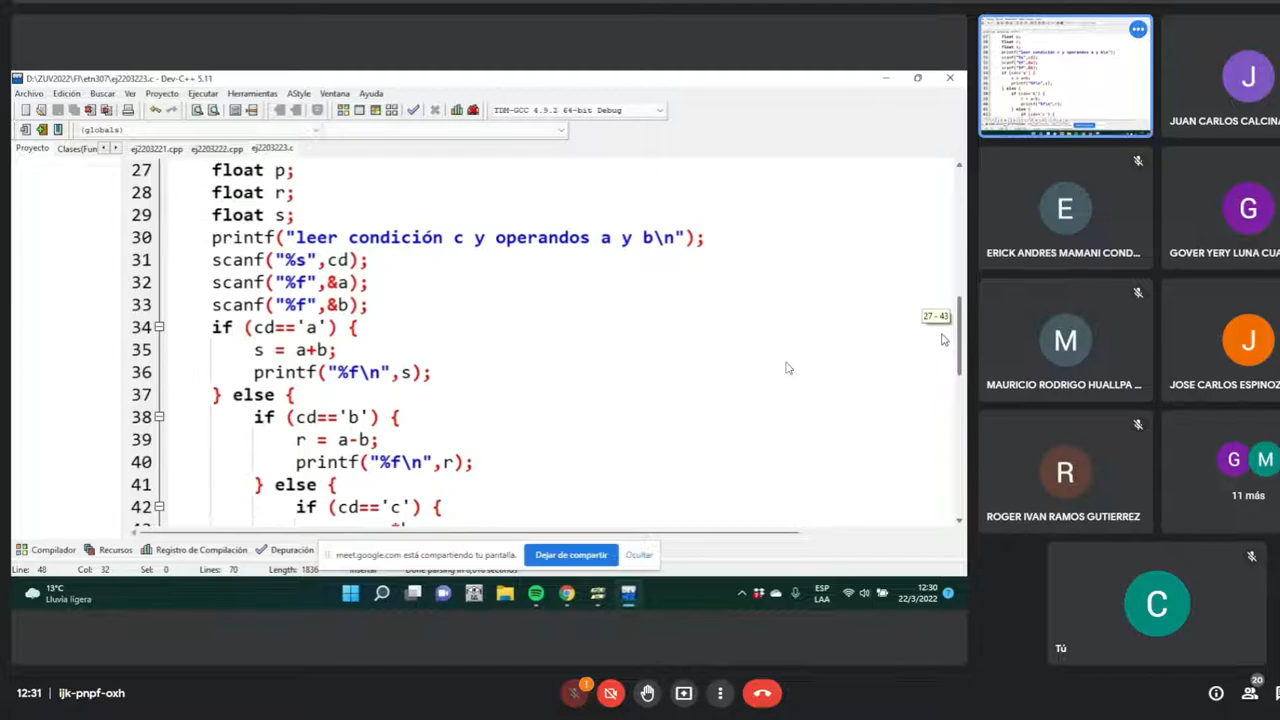 D:\ZUV2022\FI\etn307\ej2203223.c - Dev-C++ 5.11
Archivo Edición Buscar Ver Proyecto Ejecutar Herramientas AStyle Ventana Ayuda
TDM-GCC 4.9.2 64-bit Debug
(globals)
Proyecto Clases(Fun
ej2203221.cpp ej2203222.cpp ej2203223.c
27 float p;
28 float r;
29 float s;
30 printf("leer condición c y operandos a y b\n");
31 scanf("%s",cd);
32 scanf("%f",&a);
33 scanf("%f",&b);
34 if (cd=='a') {
35 s = a+b;
36 printf("%f\n",s);
37 } else {
38 if (cd=='b') {
39 r = a-b;
40 printf("%f\n",r);
41 } else {
42 if (cd=='c') {
27 - 43
Compilador Recursos Registro de Compilación Depuración
meet.google.com está compartiendo tu pantalla. Dejar de compartir Ocultar
Line: 48 Col: 32 Sel: 0 Lines: 70 Length: 1836
13°C
Lluvia ligera
ESP
LAA
12:30
22/3/2022
J
JUAN CARLOS CALCINA
E
ERICK ANDRES MAMANI COND...
G
GOVER YERY LUNA CUA
M
MAURICIO RODRIGO HUALLPA ...
J
JOSE CARLOS ESPINOZ
R
ROGER IVAN RAMOS GUTIERREZ
G M
11 más
C
Tú
12:31 ijk-pnpf-oxh
20